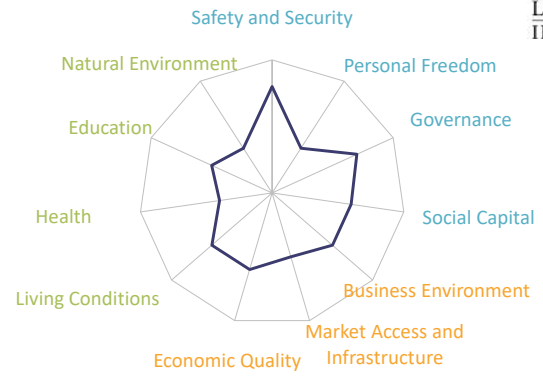 Safety and Security
Natural Environment
Personal Freedom
Education
Governance
Health
Social Capital
Living Conditions
Business Environment
Market Access and
Infrastructure
Economic Quality